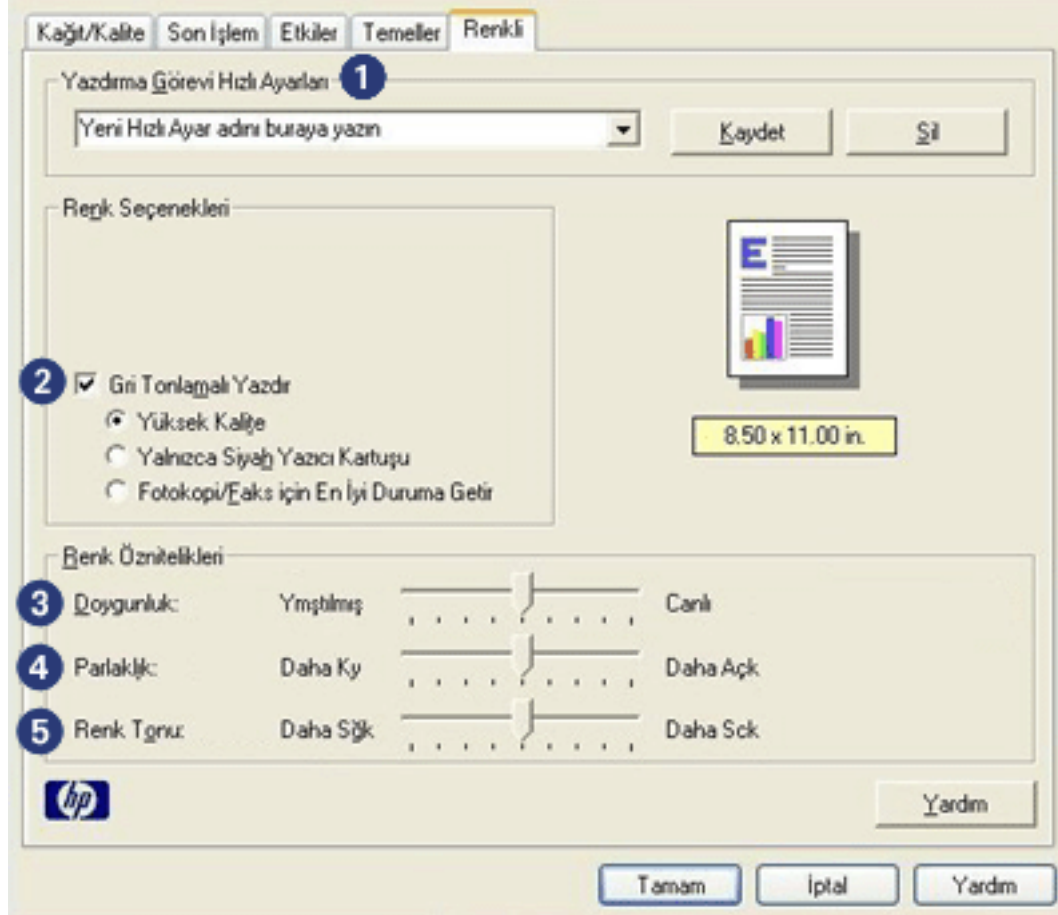 Kağıt/Kalite Son İşlem Etkiler Temeller Renkli
Yazdırma Görevi Hızlı Ayarları 1
Yeni Hızlı Ayar adını buraya yazın Kaydet Sil
Renk Seçenekleri
E
2 Gri Tonlamalı Yazdır
Yüksek Kalite
Yalnızca Siyah Yazıcı Kartuşu
Fotokopi/Faks için En İyi Duruma Getir
8.50 x 11.00 in.
Renk Öznitelikleri
3 Doygunluk: Ymştılmış Canlı
4 Parlaklık: Daha Ky Daha Açk
5 Renk Tonu: Daha Sğk Daha Sck
hp Yardım
Tamam İptal Yardım